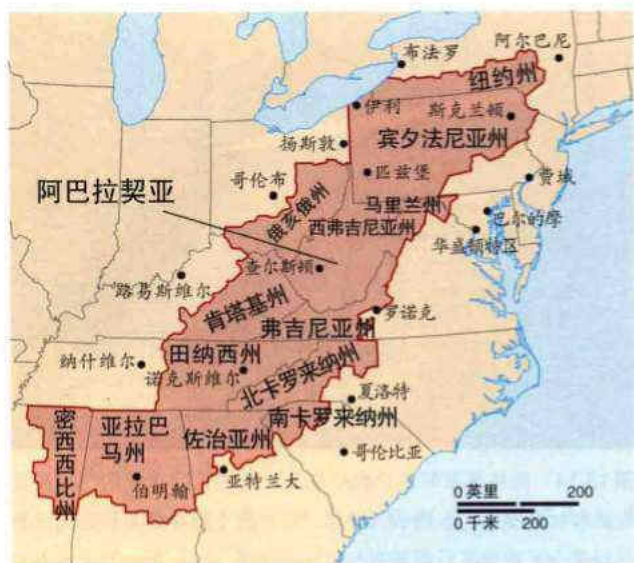 阿尔巴尼
布法罗
纽约州
伊利
斯克兰顿
扬斯敦
宾夕法尼亚州
哥伦布
匹兹堡
费城
阿巴拉契亚
马里兰州
俄亥俄州
西弗吉尼亚州
巴尔的摩
华盛顿特区
查尔斯顿
路易斯维尔
肯塔基州
弗吉尼亚州
罗诺克
纳什维尔
田纳西州
诺克斯维尔
北卡罗来纳州
夏洛特
密西西比州
亚拉巴
马州
佐治亚州
南卡罗来纳州
哥伦比亚
伯明翰
亚特兰大
0 英里 200
0 千米 200